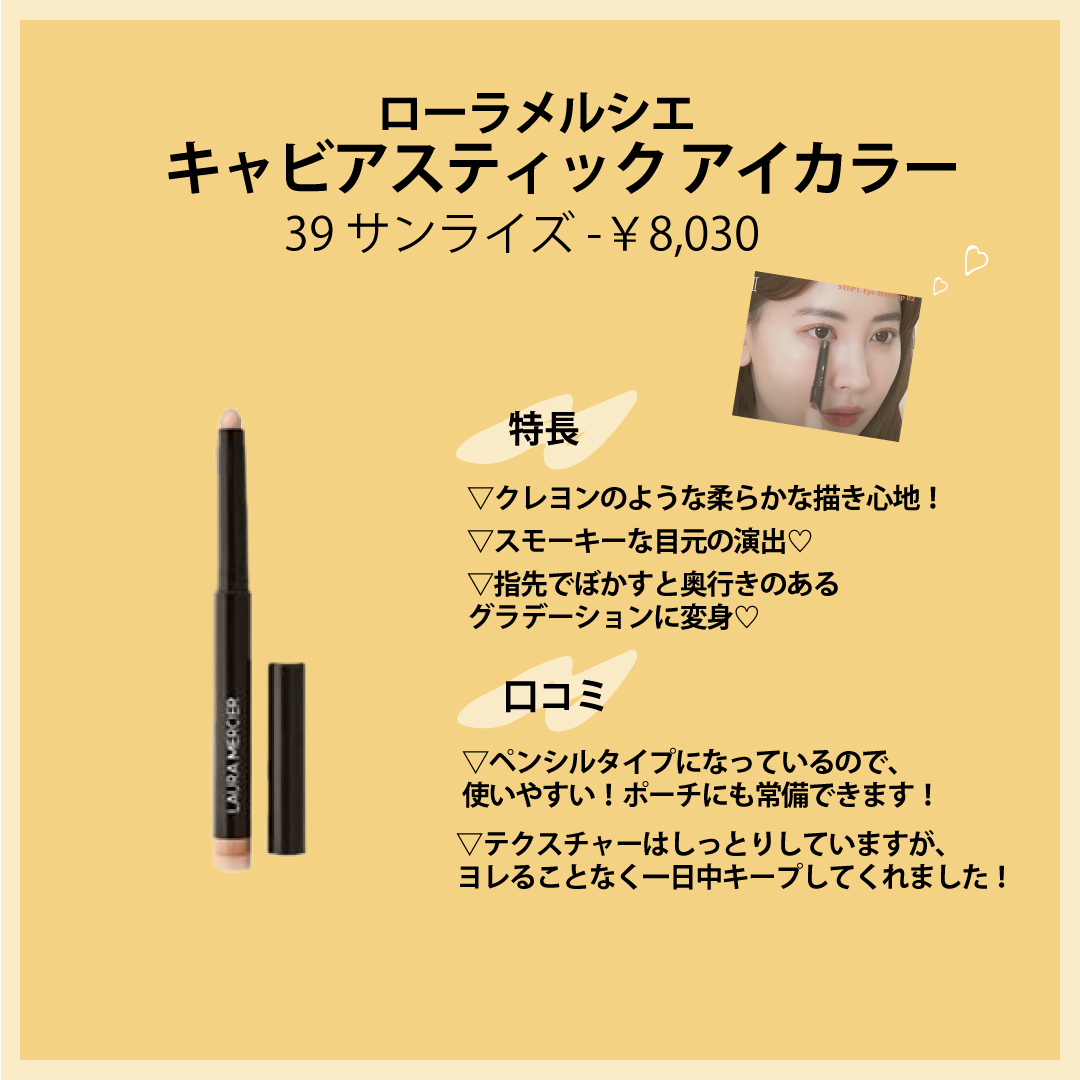 ローラメルシエ
キャビアスティック アイカラー
39 サンライズ -￥8,030
STEP3. Eye Make-up 02
特長
▽クレヨンのような柔らかな描き心地！
▽スモーキーな目元の演出♡
▽指先でぼかすと奥行きのある
グラデーションに変身♡
LAURA MERCIER
口コミ
▽ペンシルタイプになっているので、
使いやすい！ポーチにも常備できます！
▽テクスチャーはしっとりしていますが、
ヨレることなく一日中キープしてくれました！